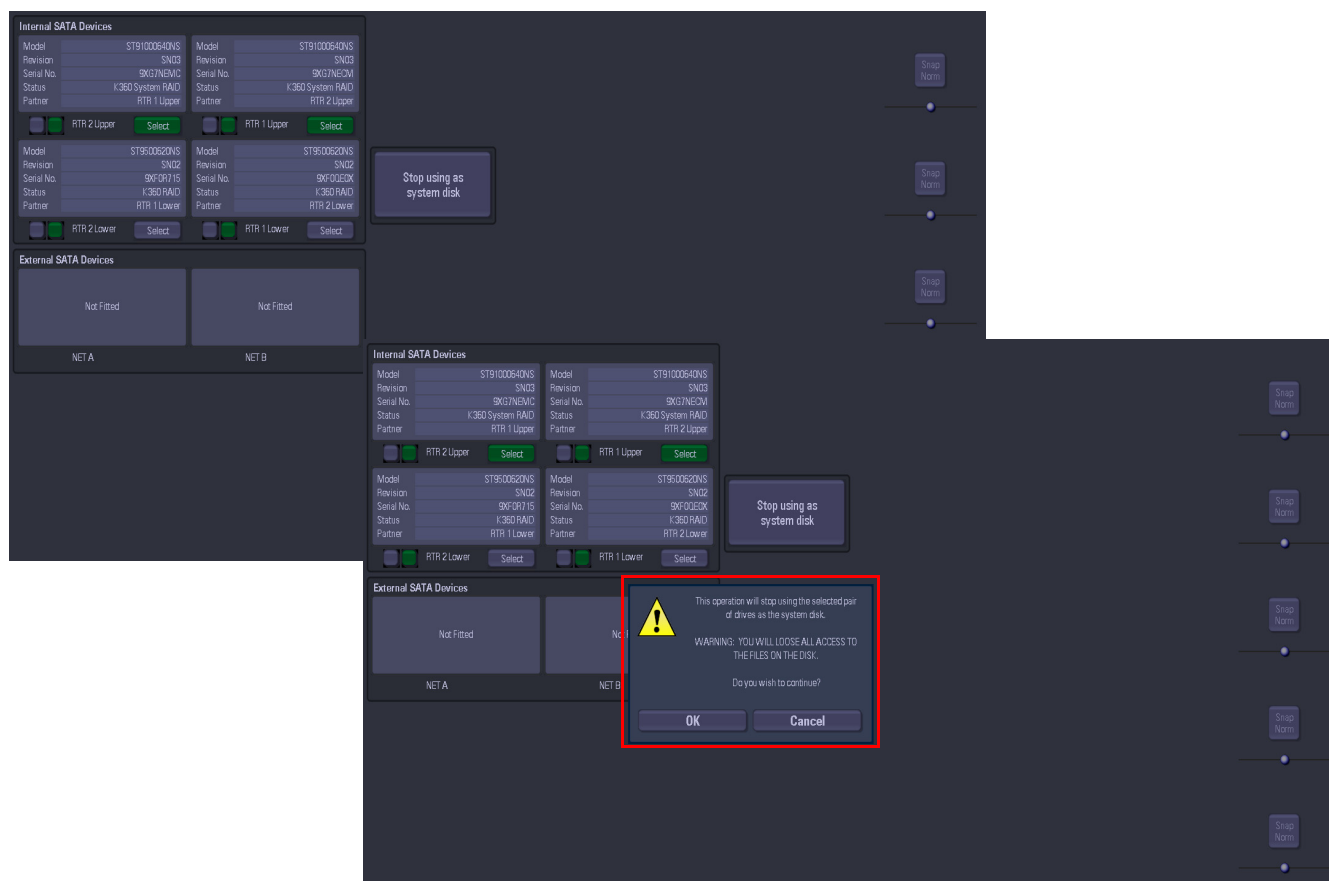 Internal SATA Devices
Model ST91000640NS Model ST91000640NS
Revision SN03 Revision SN03
Serial No. 9XG7NEMC Serial No. 9XG7NECM
Status K360 System RAID Status K360 System RAID
Partner RTR 1 Upper Partner RTR 2 Upper
RTR 2 Upper Select RTR 1 Upper Select
Model ST9500620NS Model ST9500620NS
Revision SN02 Revision SN02
Serial No. 9XF0R715 Serial No. 9XF0QEQX
Status K360 RAID Status K360 RAID
Partner RTR 1 Lower Partner RTR 2 Lower
RTR 2 Lower Select RTR 1 Lower Select
Stop using as
system disk
External SATA Devices
Not Fitted Not Fitted
NET A NET B
Snap
Norm
Snap
Norm
Snap
Norm
Internal SATA Devices
Model ST91000640NS Model ST91000640NS
Revision SN03 Revision SN03
Serial No. 9XG7NEMC Serial No. 9XG7NECM
Status K360 System RAID Status K360 System RAID
Partner RTR 1 Upper Partner RTR 2 Upper
RTR 2 Upper Select RTR 1 Upper Select
Model ST9500620NS Model ST9500620NS
Revision SN02 Revision SN02
Serial No. 9XF0R715 Serial No. 9XF0QEQX
Status K360 RAID Status K360 RAID
Partner RTR 1 Lower Partner RTR 2 Lower
RTR 2 Lower Select RTR 1 Lower Select
Stop using as
system disk
External SATA Devices
Not Fitted
NET A NET B
This operation will stop using the selected pair
of drives as the system disk.
WARNING: YOU WILL LOOSE ALL ACCESS TO
THE FILES ON THE DISK.
Do you wish to continue?
OK Cancel
Snap
Norm
Snap
Norm
Snap
Norm
Snap
Norm
Snap
Norm